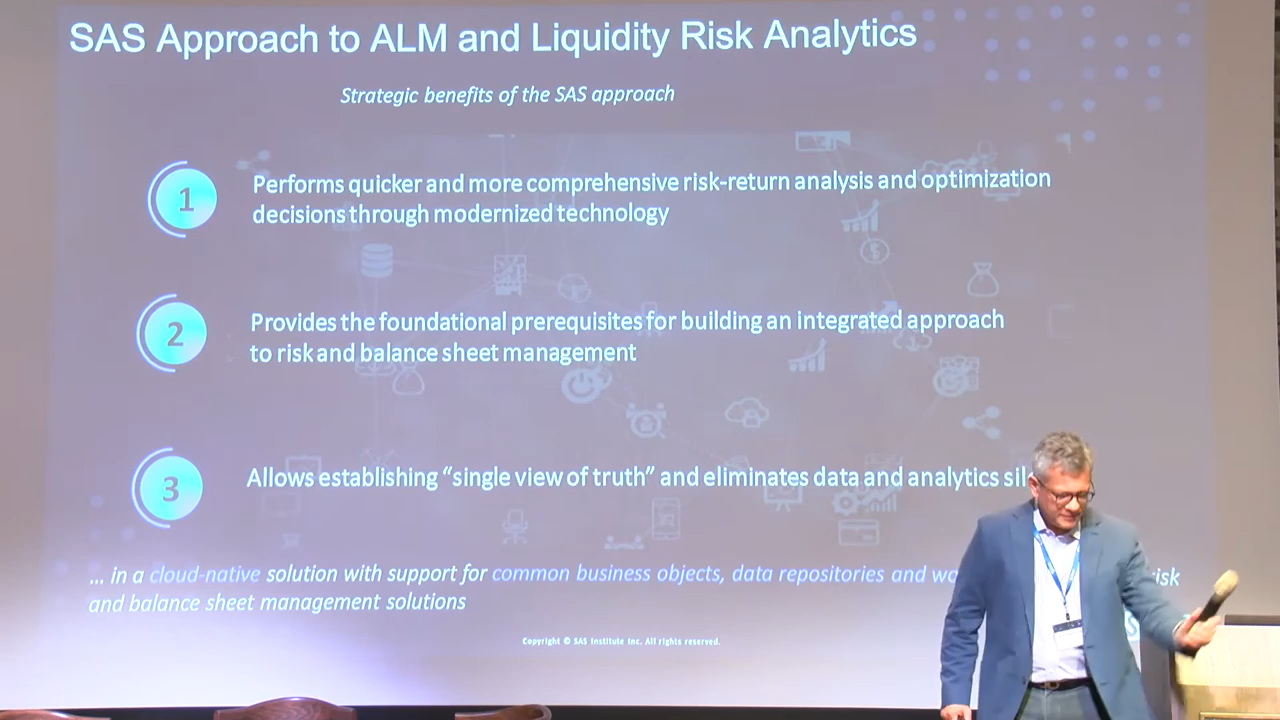 SAS Approach to ALM and Liquidity Risk Analytics
Strategic benefits of the SAS approach
1
Performs quicker and more comprehensive risk-return analysis and optimization
decisions through modernized technology
2
Provides the foundational prerequisites for building an integrated approach
to risk and balance sheet management
3
Allows establishing “single view of truth” and eliminates data and analytics
... in a cloud-native solution with support for common business objects, data repositories and risk
and balance sheet management solutions
Copyright © SAS Institute Inc. All rights reserved.